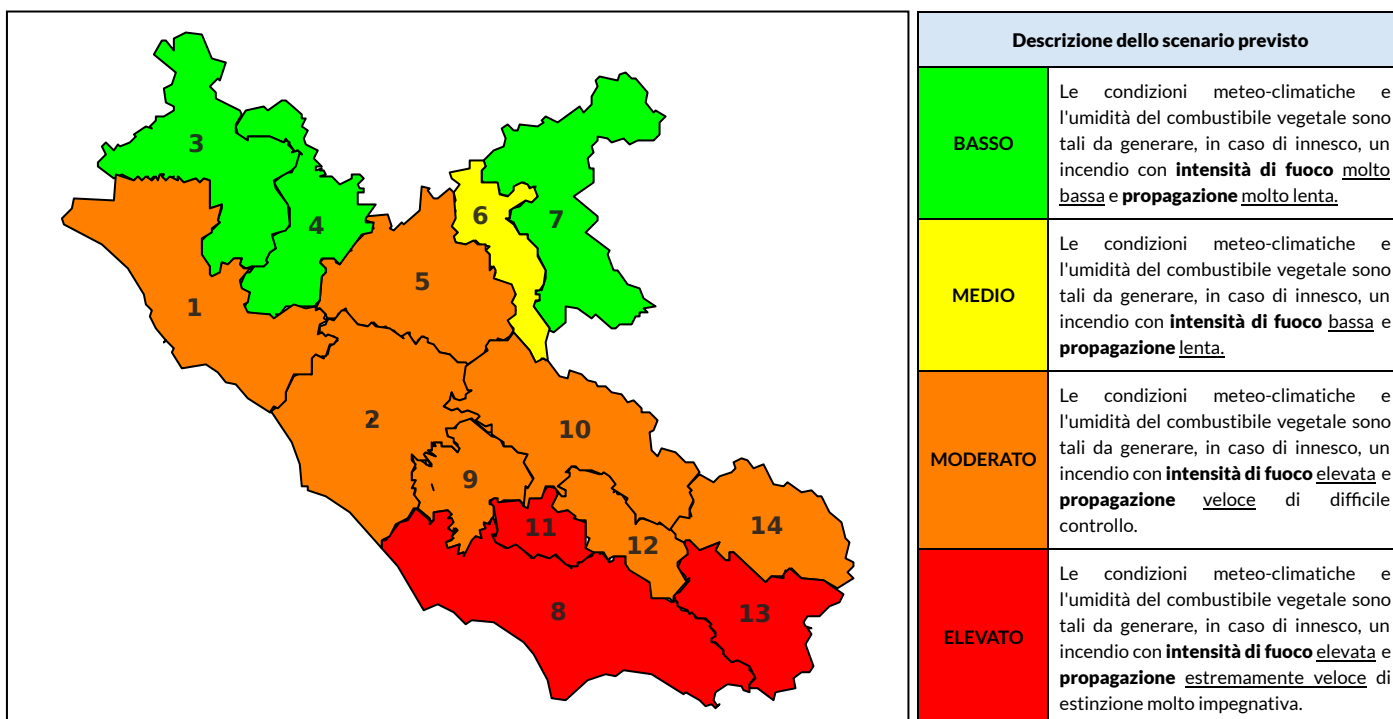 3
4
6
7
5
1
2
10
9
11
14
12
8
13
Descrizione dello scenario previsto
BASSO
Le condizioni meteo-climatiche e
l'umidità del combustibile vegetale sono
tali da generare, in caso di innesco, un
incendio con intensità di fuoco molto
bassa e propagazione molto lenta.
MEDIO
Le condizioni meteo-climatiche e
l'umidità del combustibile vegetale sono
tali da generare, in caso di innesco, un
incendio con intensità di fuoco bassa e
propagazione lenta.
MODERATO
Le condizioni meteo-climatiche e
l'umidità del combustibile vegetale sono
tali da generare, in caso di innesco, un
incendio con intensità di fuoco elevata e
propagazione veloce di difficile
controllo.
ELEVATO
Le condizioni meteo-climatiche e
l'umidità del combustibile vegetale sono
tali da generare, in caso di innesco, un
incendio con intensità di fuoco elevata e
propagazione estremamente veloce di
estinzione molto impegnativa.